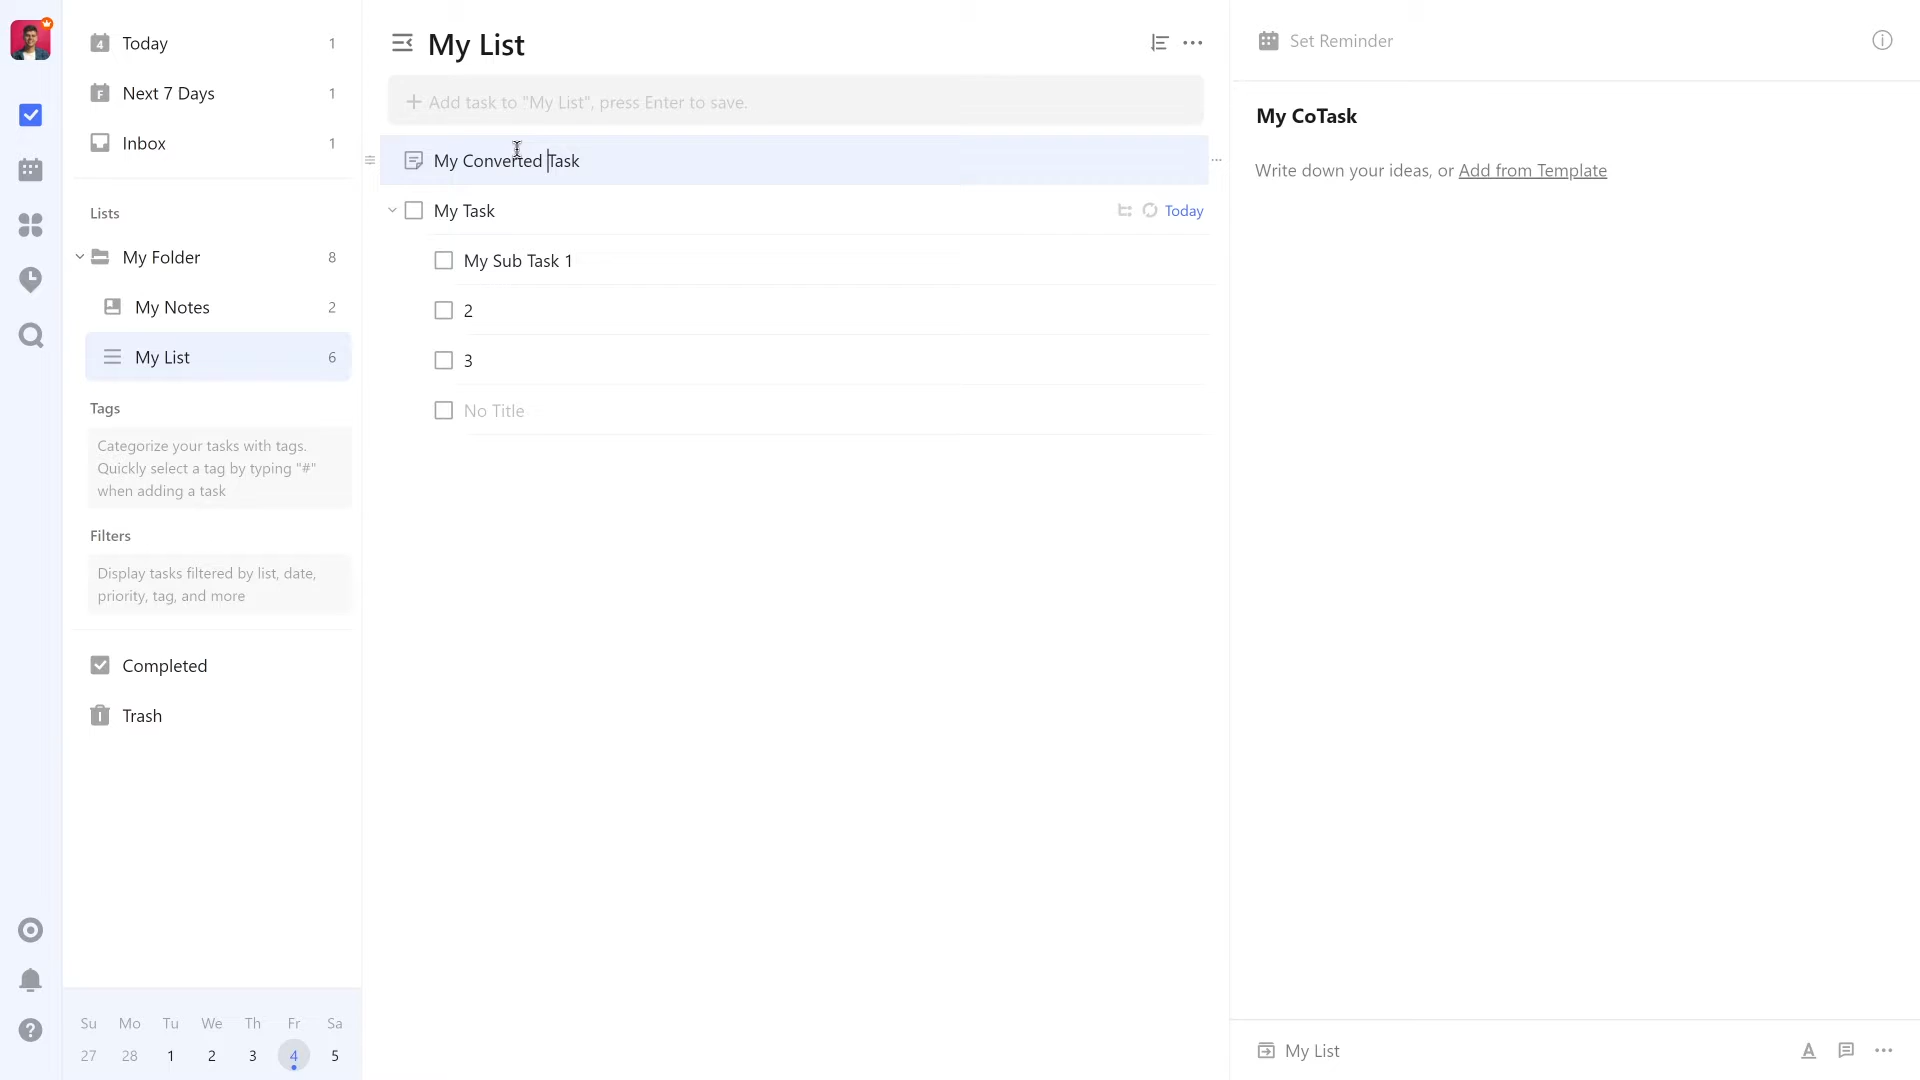 Today 1
Next 7 Days 1
Inbox 1
Lists
My Folder 8
My Notes 2
My List 6
Tags
Categorize your tasks with tags.
Quickly select a tag by typing "#"
when adding a task
Filters
Display tasks filtered by list, date,
priority, tag, and more
Completed
Trash
Su Mo Tu We Th Fr Sa
27 28 1 2 3 4 5
My List
Add task to "My List", press Enter to save.
My Converted Task
My Task Today
My Sub Task 1
2
3
No Title
Set Reminder
My CoTask
Write down your ideas, or Add from Template
My List